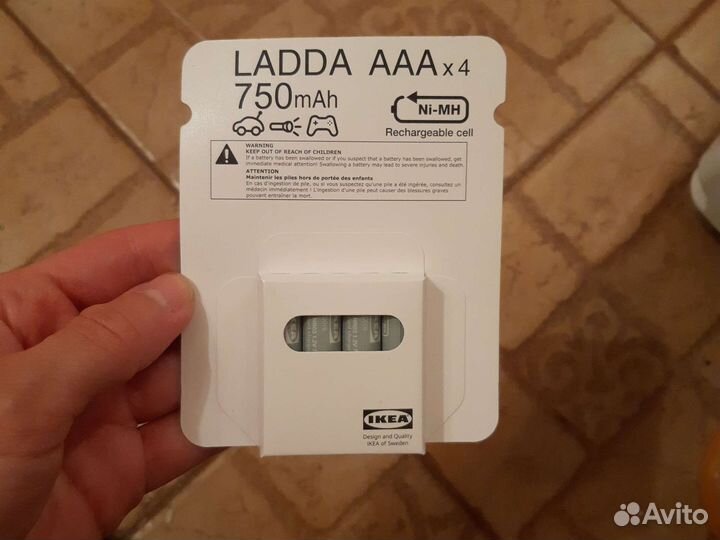 LADDA AAA x 4
750mAh
Ni-MH
Rechargeable cell
WARNING
KEEP OUT OF REACH OF CHILDREN
If a battery has been swallowed or if you suspect that a battery has been swallowed, get
immediate medical attention! Swallowing a battery may lead to severe injuries and death.
ATTENTION
Maintenir les piles hors de portée des enfants
En cas d'ingestion de pile, ou si vous suspectez qu'une pile a été ingérée, consultez un
médecin immédiatement ! L'ingestion d'une pile peut causer des blessures graves
pouvant entraîner la mort.
IKEA
Design and Quality
IKEA of Sweden
Avito